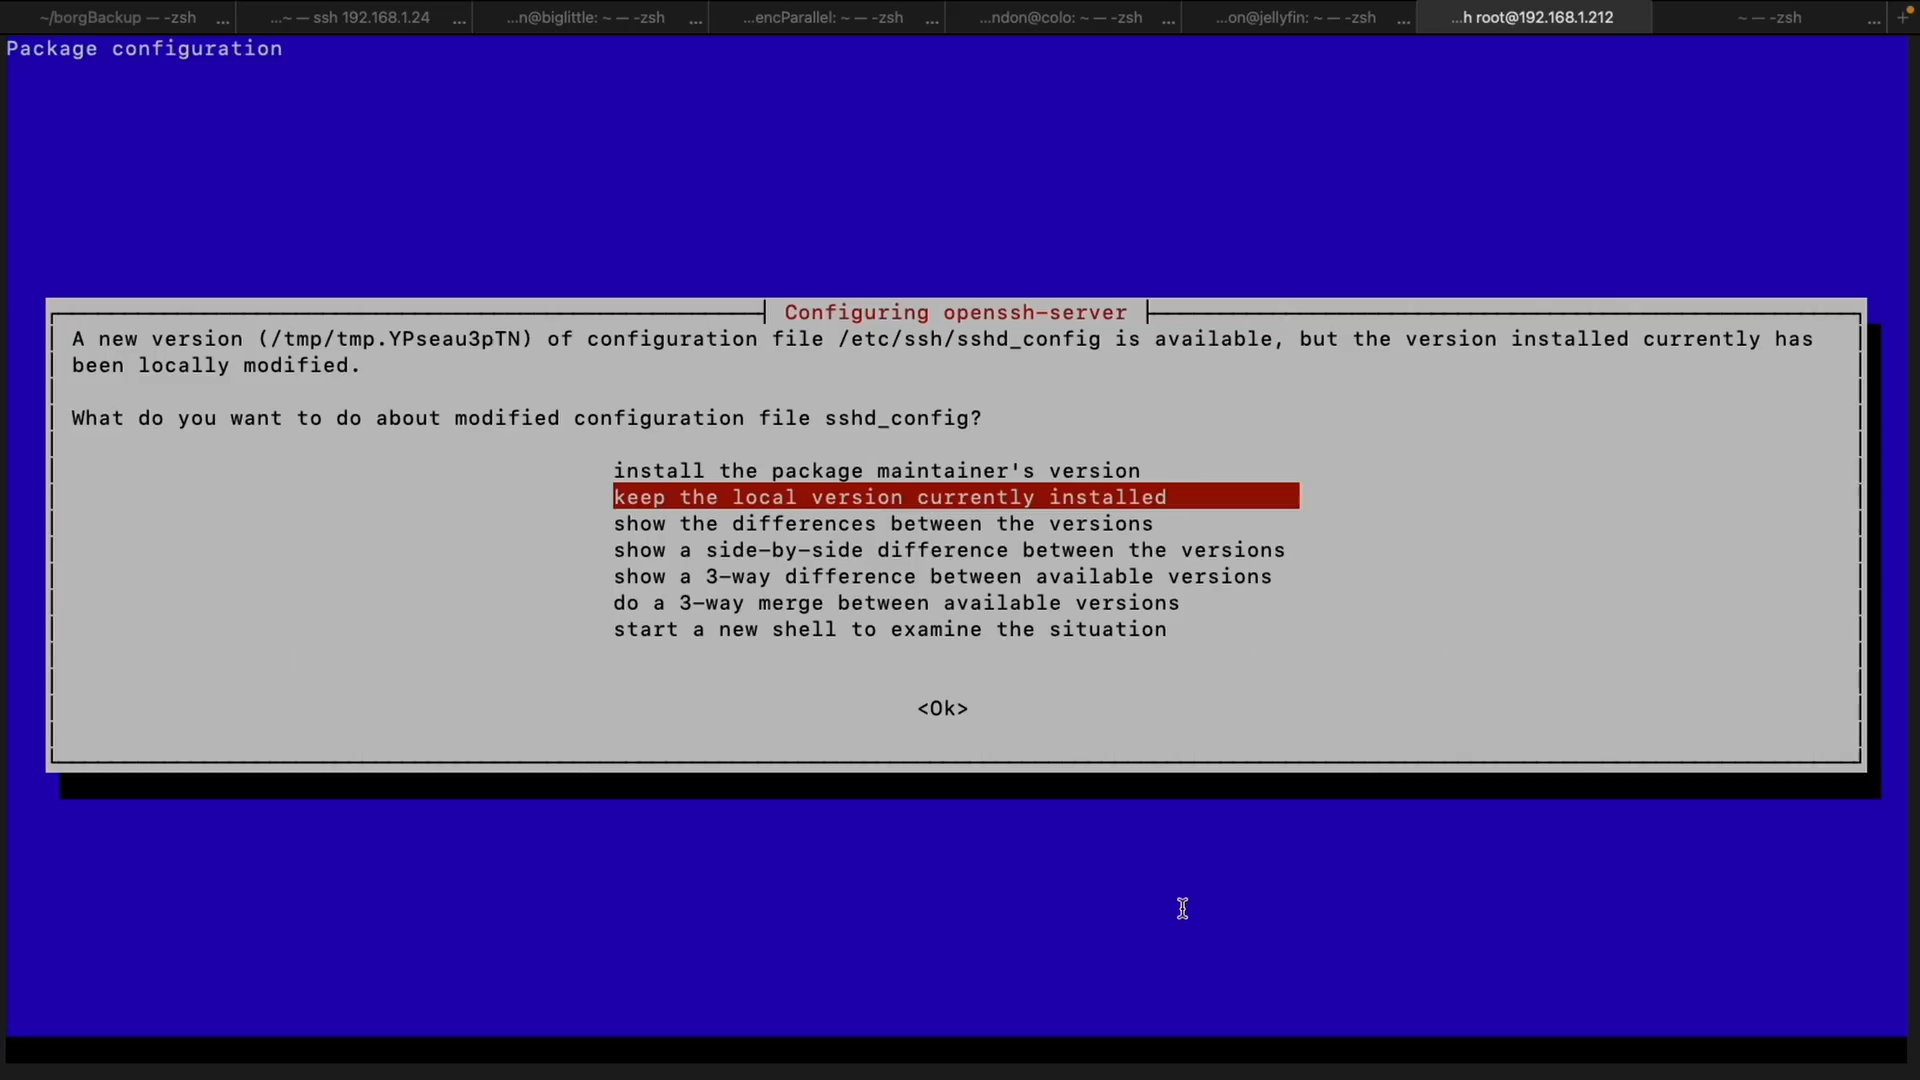 ~/borgBackup — -zsh ... ...~ — ssh 192.168.1.24 ... ...n@biglittle: ~ — -zsh ... ...encParallel: ~ — -zsh ... ...ndon@colo: ~ — -zsh ... ...on@jellyfin: ~ — -zsh ... ...h root@192.168.1.212 ~ — -zsh ... +
Package configuration
Configuring openssh-server
A new version (/tmp/tmp.YPseau3pTN) of configuration file /etc/ssh/sshd_config is available, but the version installed currently has
been locally modified.
What do you want to do about modified configuration file sshd_config?
install the package maintainer's version
keep the local version currently installed
show the differences between the versions
show a side-by-side difference between the versions
show a 3-way difference between available versions
do a 3-way merge between available versions
start a new shell to examine the situation
<Ok>